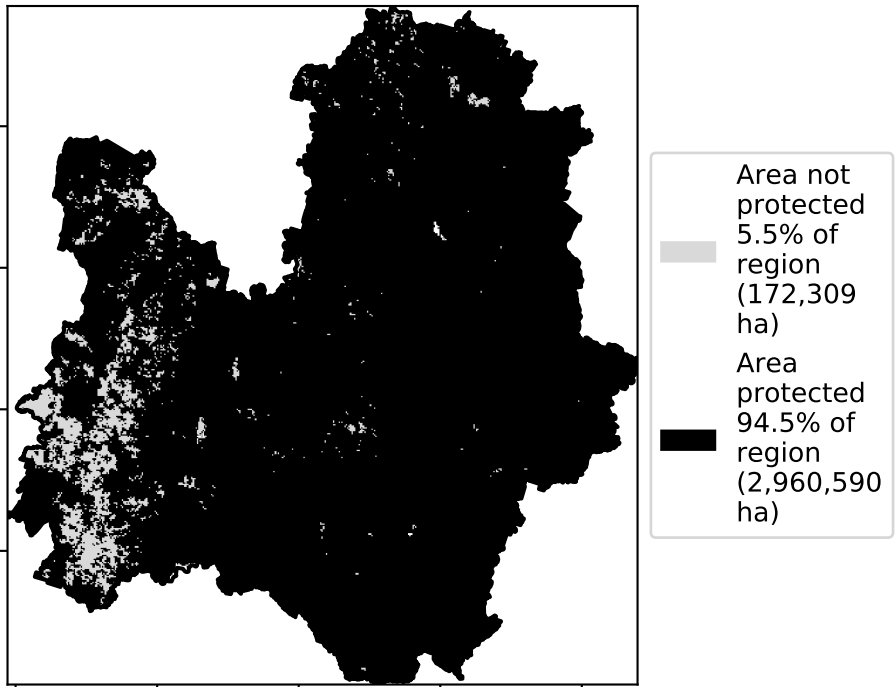 Area not
protected
5.5% of
region
(172,309
ha)
Area
protected
94.5% of
region
(2,960,590
ha)